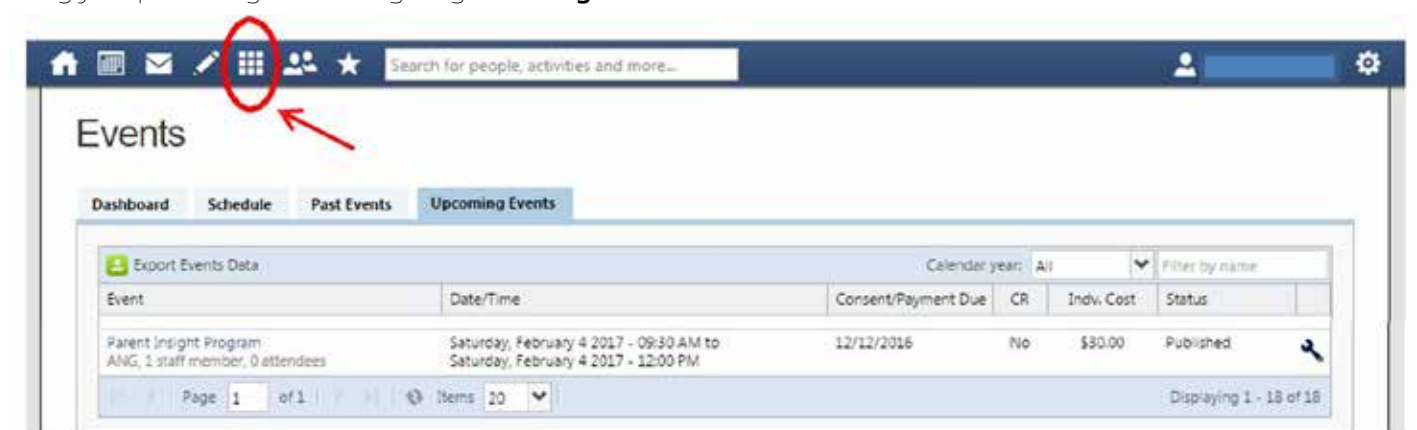 Search for people, activities and more...
Events
Dashboard Schedule Past Events Upcoming Events
Export Events Data Calendar year: All Filter by name
Event Date/Time Consent/Payment Due CR Indv. Cost Status
Parent Insight Program Saturday, February 4 2017 - 09:30 AM to 12/12/2016 No $30.00 Published
ANG, 1 staff member, 0 attendees Saturday, February 4 2017 - 12:00 PM
Page 1 of 1 Items 20 Displaying 1 - 18 of 18